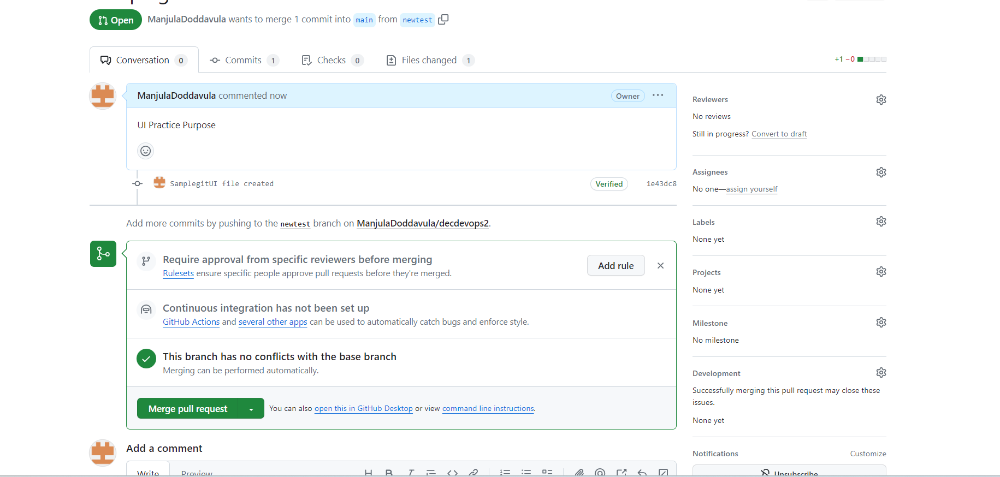 Open ManjulaDoddavula wants to merge 1 commit into main from newtest
Conversation 0 Commits 1 Checks 0 Files changed 1
+1 −0
ManjulaDoddavula commented now Owner
UI Practice Purpose
SamplegitUI file created Verified 1e43dc8
Add more commits by pushing to the newtest branch on ManjulaDoddavula/decdevops2.
Require approval from specific reviewers before merging
Rulesets ensure specific people approve pull requests before they're merged.
Add rule
Continuous integration has not been set up
GitHub Actions and several other apps can be used to automatically catch bugs and enforce style.
This branch has no conflicts with the base branch
Merging can be performed automatically.
Merge pull request You can also open this in GitHub Desktop or view command line instructions.
Add a comment
Write Preview
Reviewers
No reviews
Still in progress? Convert to draft
Assignees
No one—assign yourself
Labels
None yet
Projects
None yet
Milestone
No milestone
Development
Successfully merging this pull request may close these
issues.
None yet
Notifications Customize
Unsubscribe